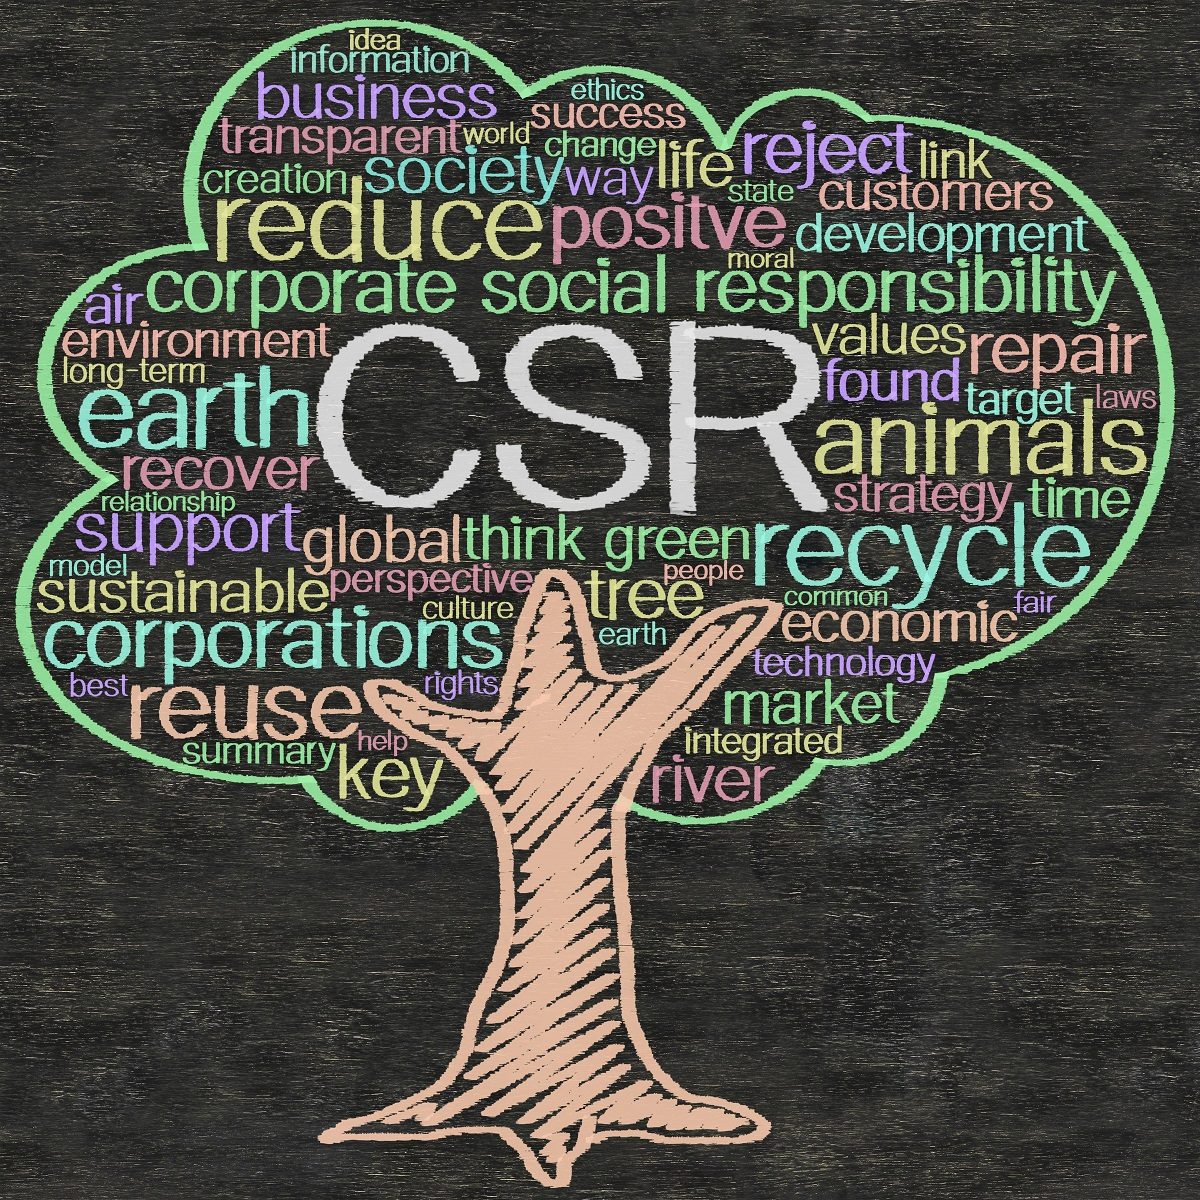 idea
information
business
ethics
success
transparent
world
change
life
reject
link
creation
society
way
state
customers
reduce
positve
development
moral
corporate social responsibility
air
environment
CSR
values
repair
long-term
found
target
laws
earth
animals
recover
strategy
time
relationship
support
global
think green
recycle
model
sustainable
perspective
tree
people
culture
common
fair
corporations
earth
economic
technology
best
reuse
rights
market
summary
help
integrated
key
river